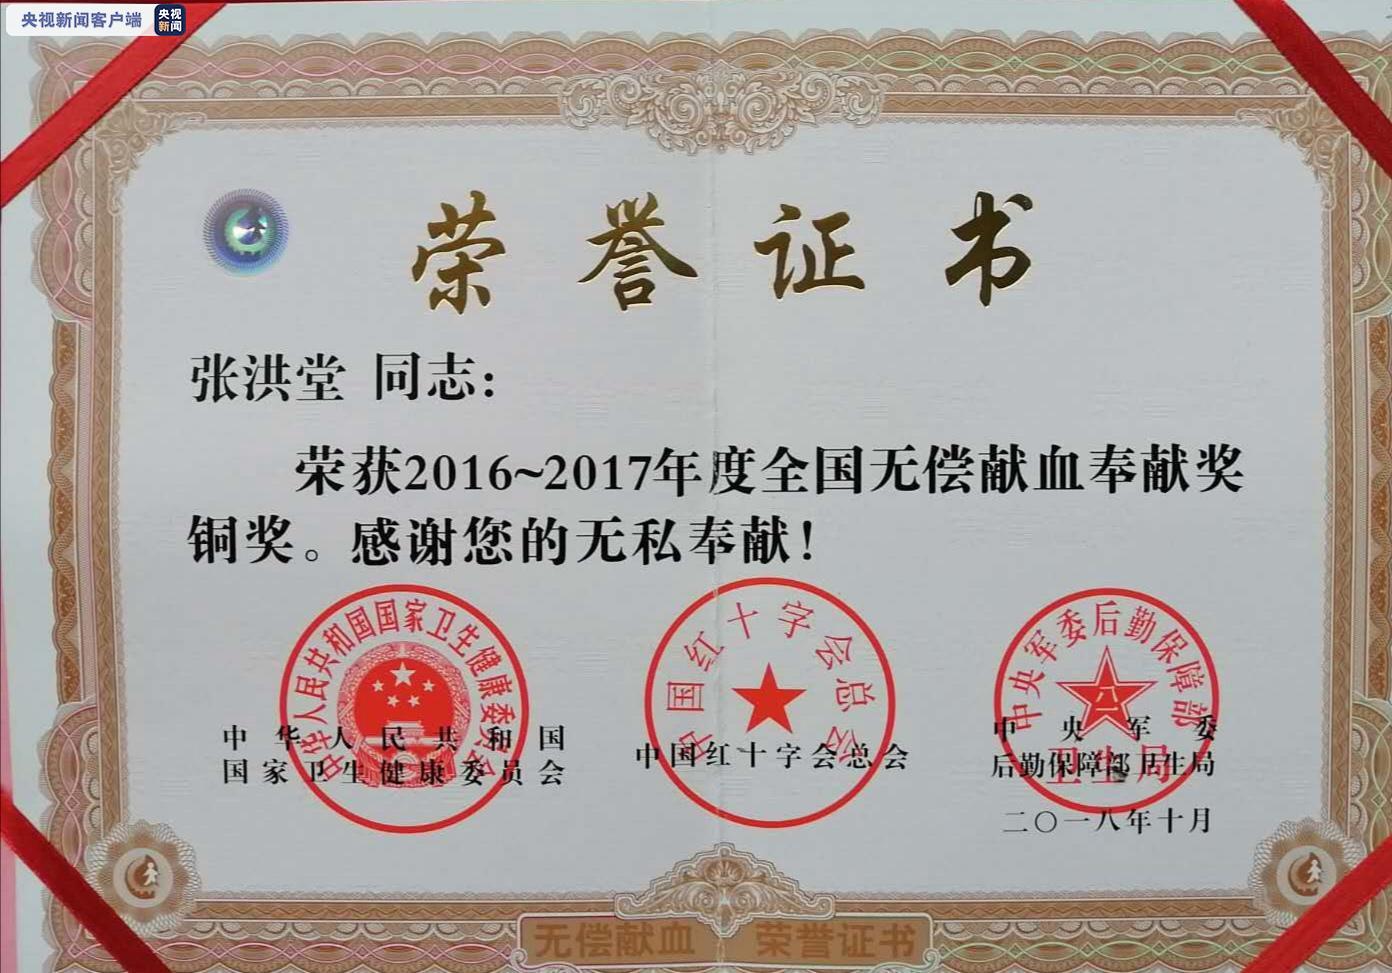 央视新闻客户端 央视新闻
荣誉证书
张洪堂 同志：
荣获2016~2017年度全国无偿献血奉献奖
铜奖。感谢您的无私奉献！
中华人民共和国国家卫生健康委员会
中国红十字会总会
中央军委后勤保障部
卫生局
中华人民共和国
国家卫生健康委员会
中国红十字会总会
中央军委
后勤保障部卫生局
二〇一八年十月
无偿献血 荣誉证书